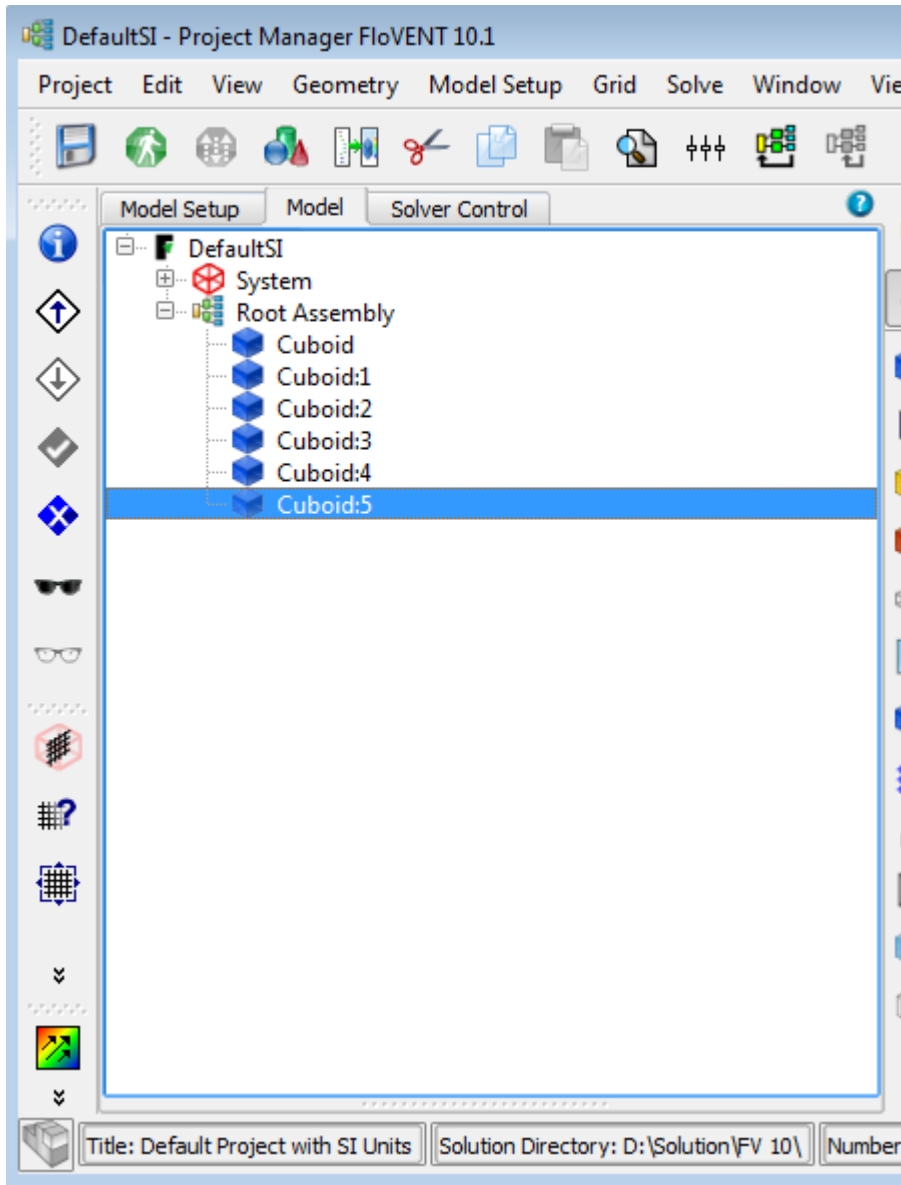 DefaultSI - Project Manager FloVENT 10.1
Project Edit View Geometry Model Setup Grid Solve Window
Model Setup Model Solver Control
DefaultSI
System
Root Assembly
Cuboid
Cuboid:1
Cuboid:2
Cuboid:3
Cuboid:4
Cuboid:5
Title: Default Project with SI Units Solution Directory: D:\Solution\FV 10\ Number